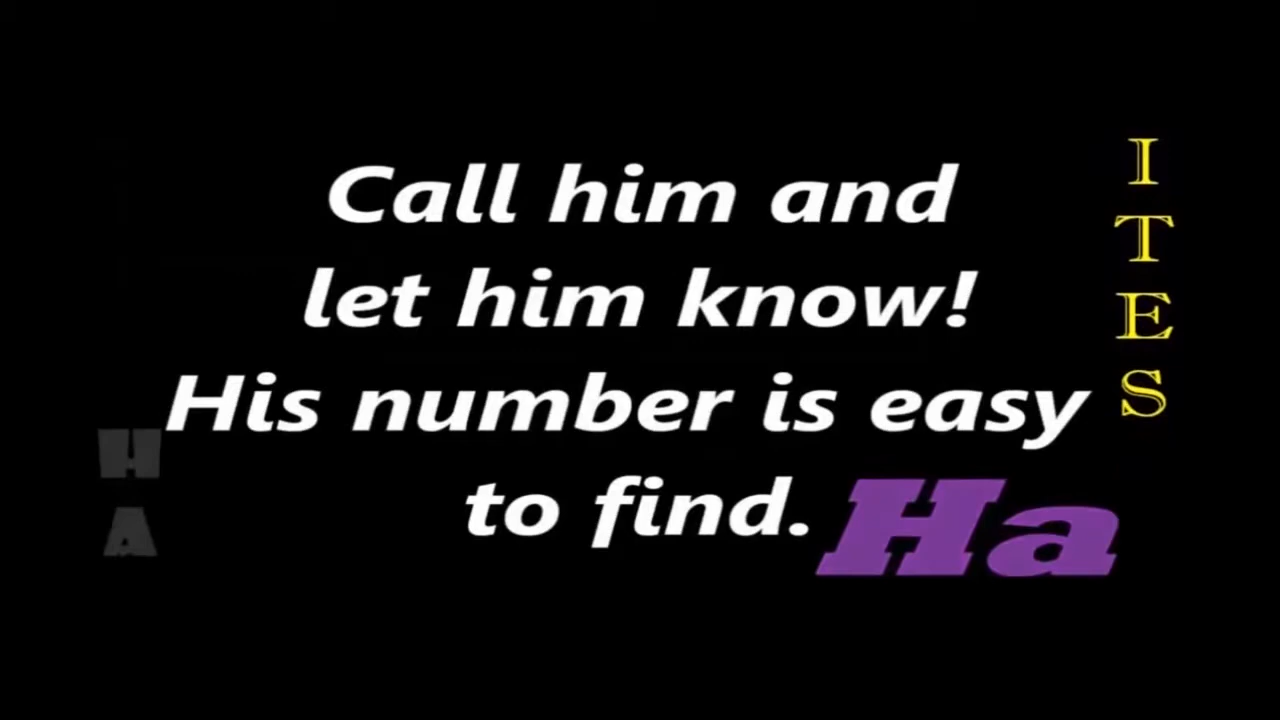 Call him and
let him know!
His number is easy
to find.
Ha
I
T
E
S
H
A